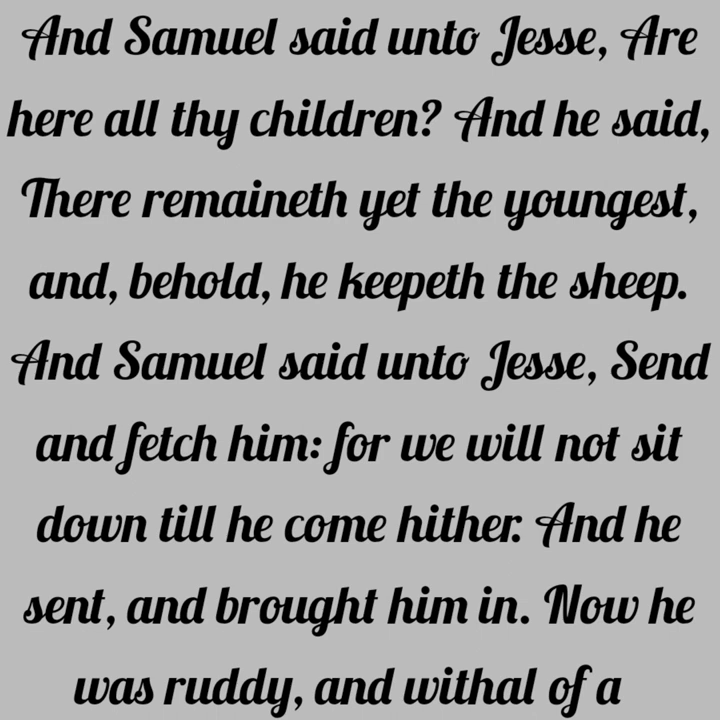 And Samuel said unto Jesse, Are
here all thy children? And he said,
There remaineth yet the youngest,
and, behold, he keepeth the sheep.
And Samuel said unto Jesse, Send
and fetch him: for we will not sit
down till he come hither. And he
sent, and brought him in. Now he
was ruddy, and withal of a